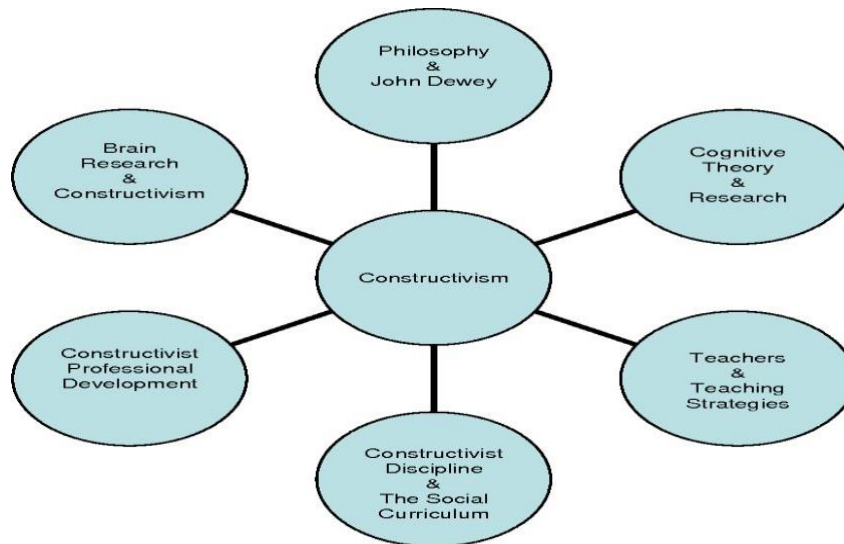 Philosophy
&
John Dewey
Brain
Research
&
Constructivism
Cognitive
Theory
&
Research
Constructivism
Constructivist
Professional
Development
Teachers
&
Teaching
Strategies
Constructivist
Discipline
&
The Social
Curriculum